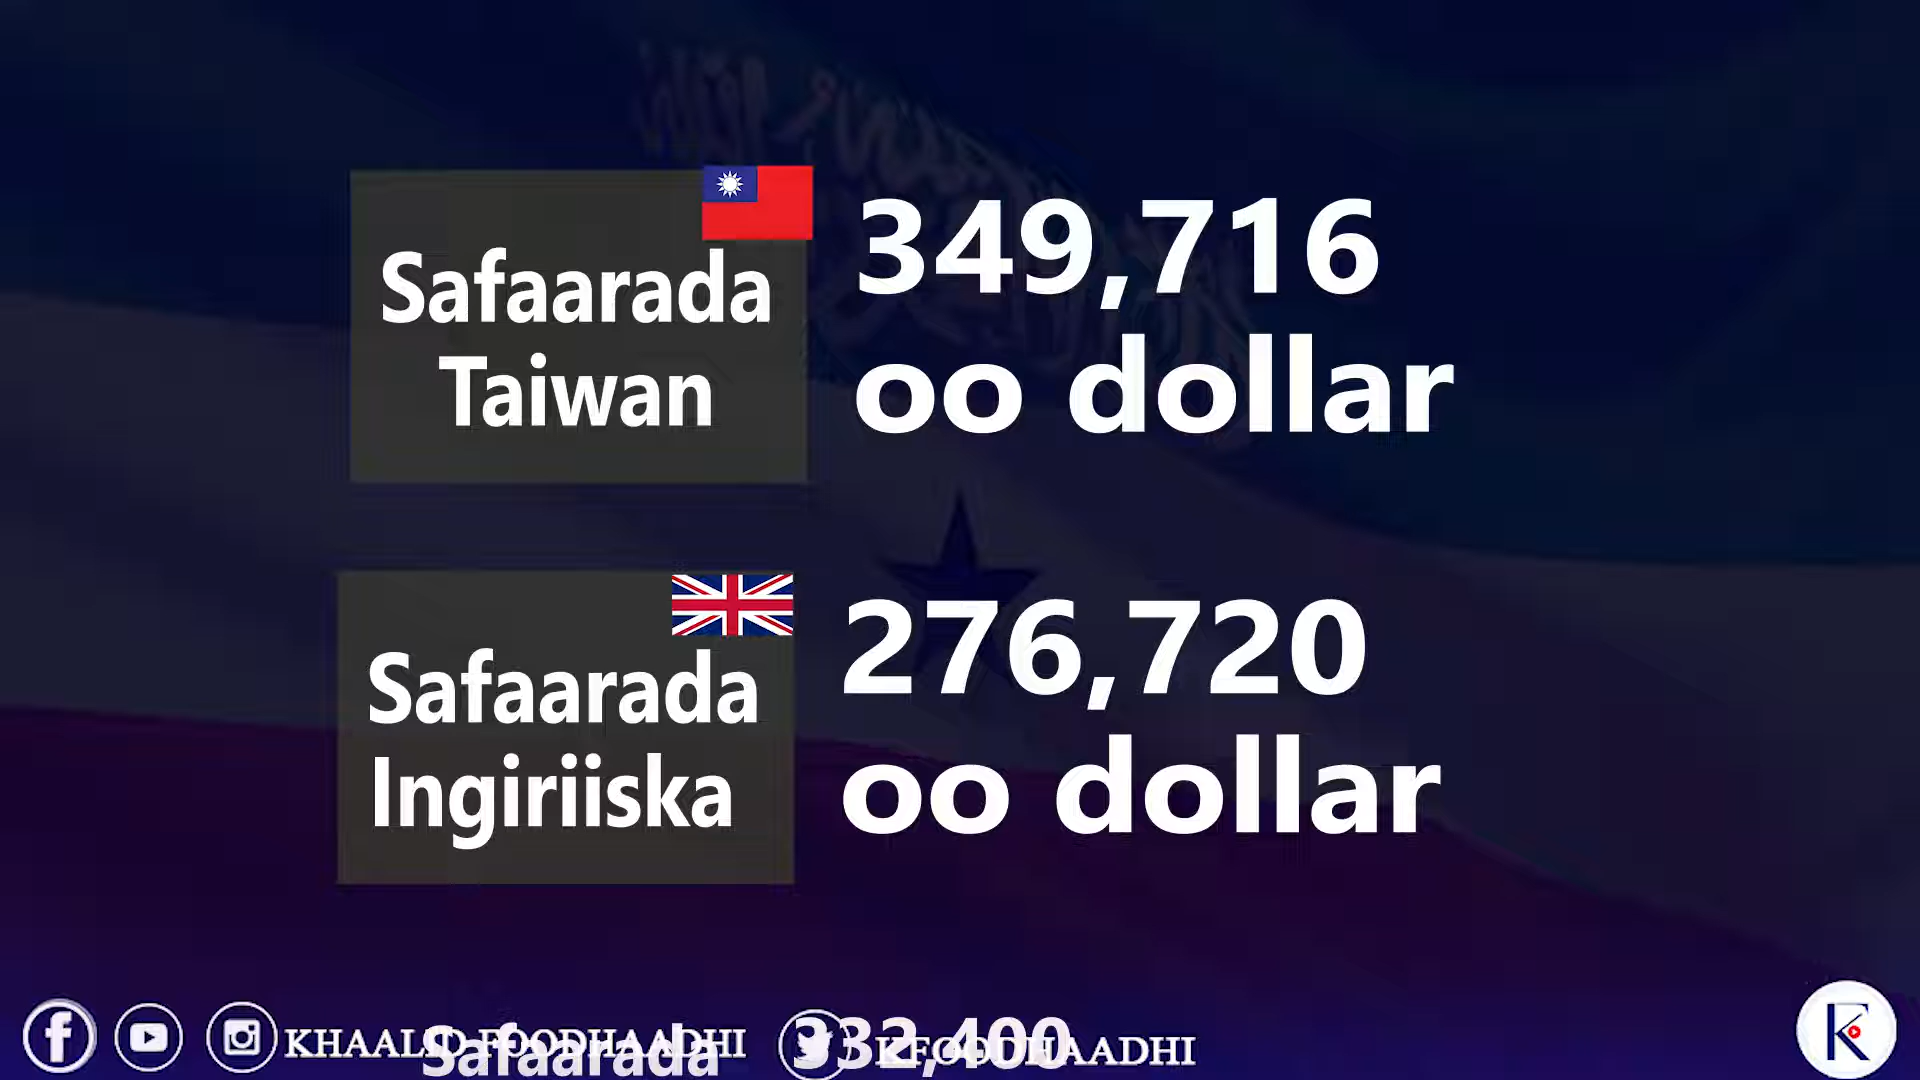 Safaarada
Taiwan
349,716
oo dollar
Safaarada
Ingiriiska
276,720
oo dollar
KHAALID FOODHAADHI
KFOODHAADHI
Safaarada
332,400